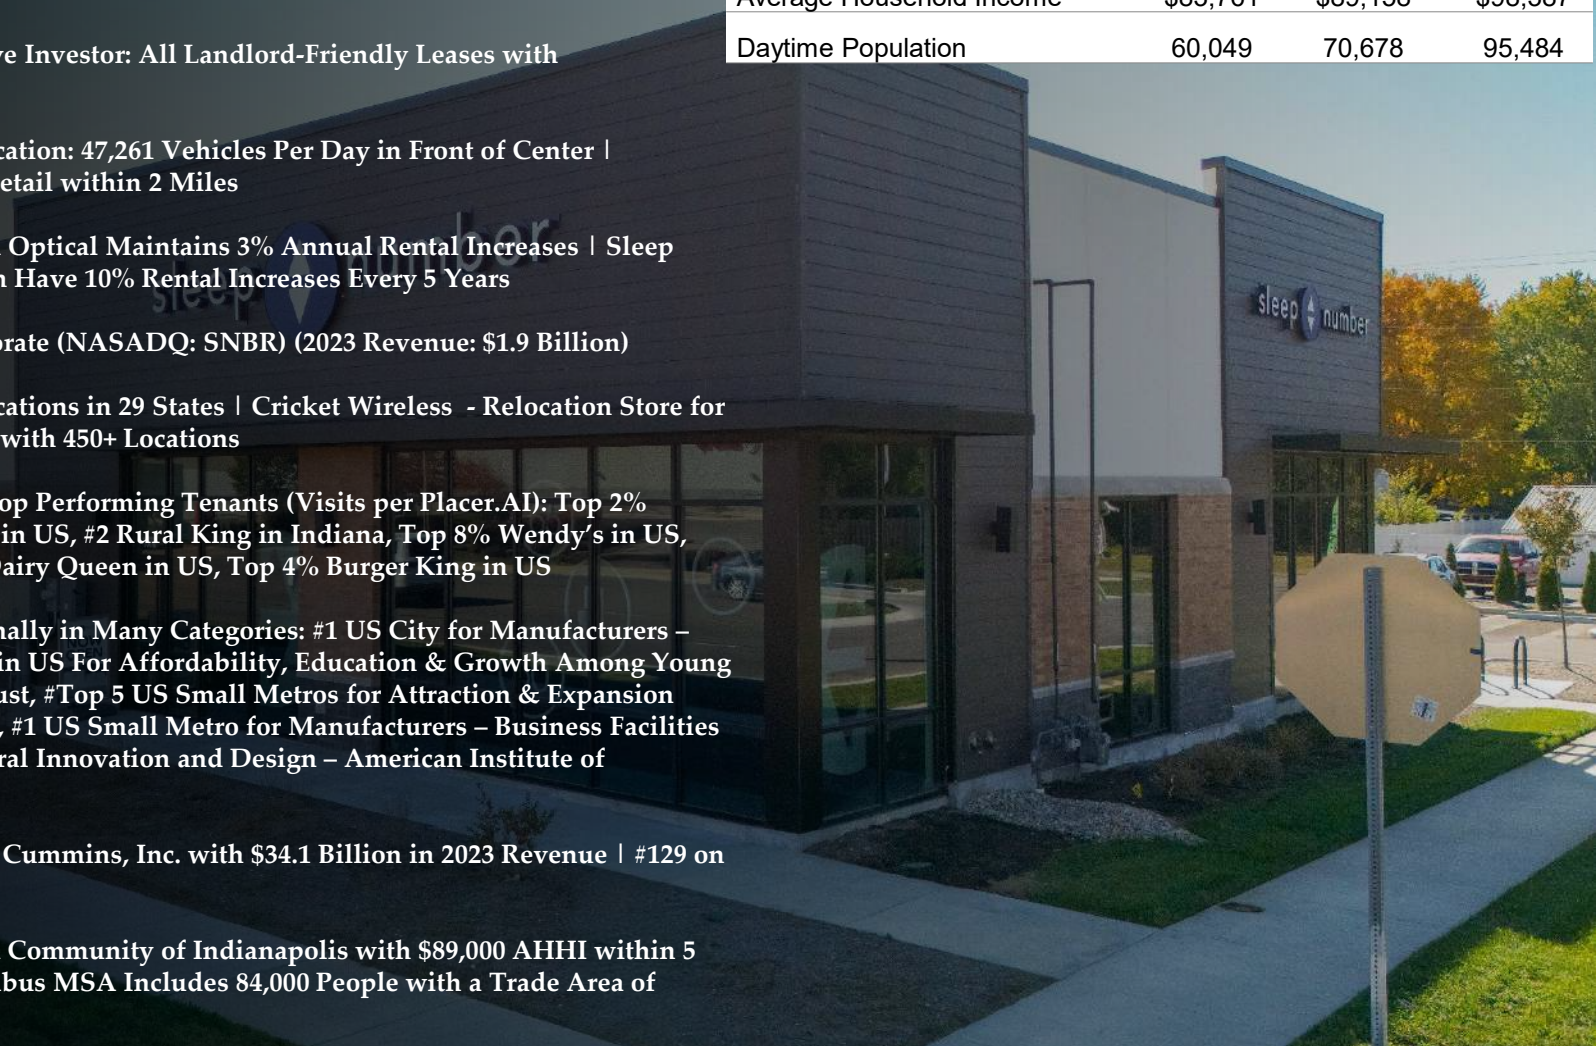 Average Household Income
Daytime Population 60,049 70,678 95,484
ve Investor: All Landlord-Friendly Leases with
cation: 47,261 Vehicles Per Day in Front of Center |
etail within 2 Miles
Optical Maintains 3% Annual Rental Increases | Sleep
n Have 10% Rental Increases Every 5 Years
orate (NASADQ: SNBR) (2023 Revenue: $1.9 Billion)
cations in 29 States | Cricket Wireless - Relocation Store for
with 450+ Locations
op Performing Tenants (Visits per Placer.AI): Top 2%
in US, #2 Rural King in Indiana, Top 8% Wendy’s in US,
Dairy Queen in US, Top 4% Burger King in US
nally in Many Categories: #1 US City for Manufacturers –
in US For Affordability, Education & Growth Among Young
ust, #Top 5 US Small Metros for Attraction & Expansion
, #1 US Small Metro for Manufacturers – Business Facilities
ral Innovation and Design – American Institute of
Cummins, Inc. with $34.1 Billion in 2023 Revenue | #129 on
Community of Indianapolis with $89,000 AHHI within 5
bus MSA Includes 84,000 People with a Trade Area of
sleep number
sleep number